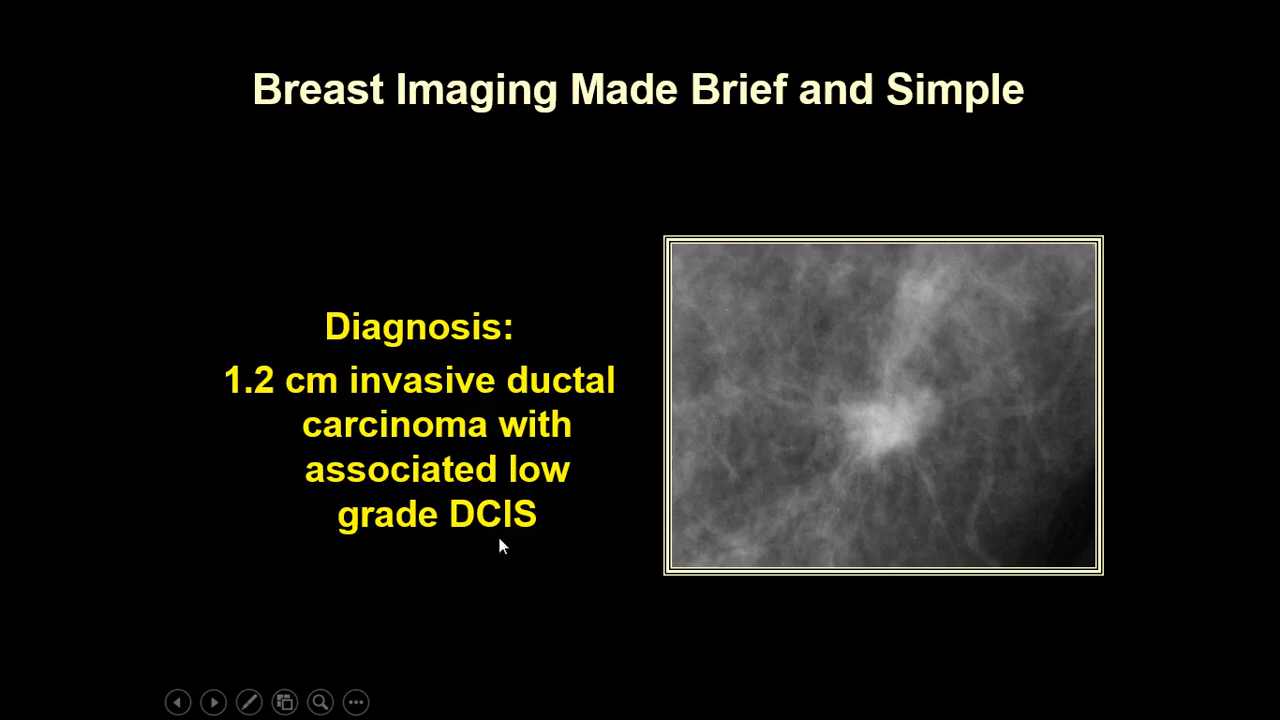 Breast Imaging Made Brief and Simple
Diagnosis:
1.2 cm invasive ductal
carcinoma with
associated low
grade DCIS